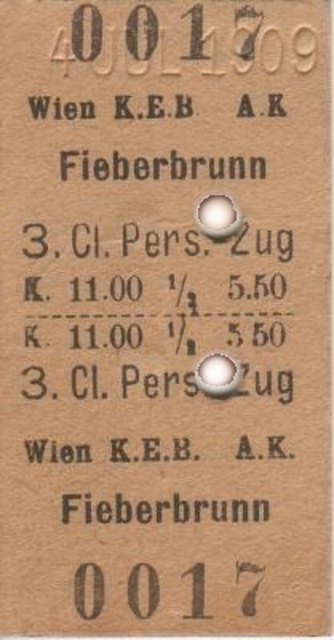 0017
4 JUL 1909
Wien K.E.B. A.K
Fieberbrunn
3. Cl. Pers.-Zug
K. 11.00 1/2 5.50
K. 11.00 1/2 5 50
3. Cl. Pers Zug
Wien K.E.B. A.K.
Fieberbrunn
0017